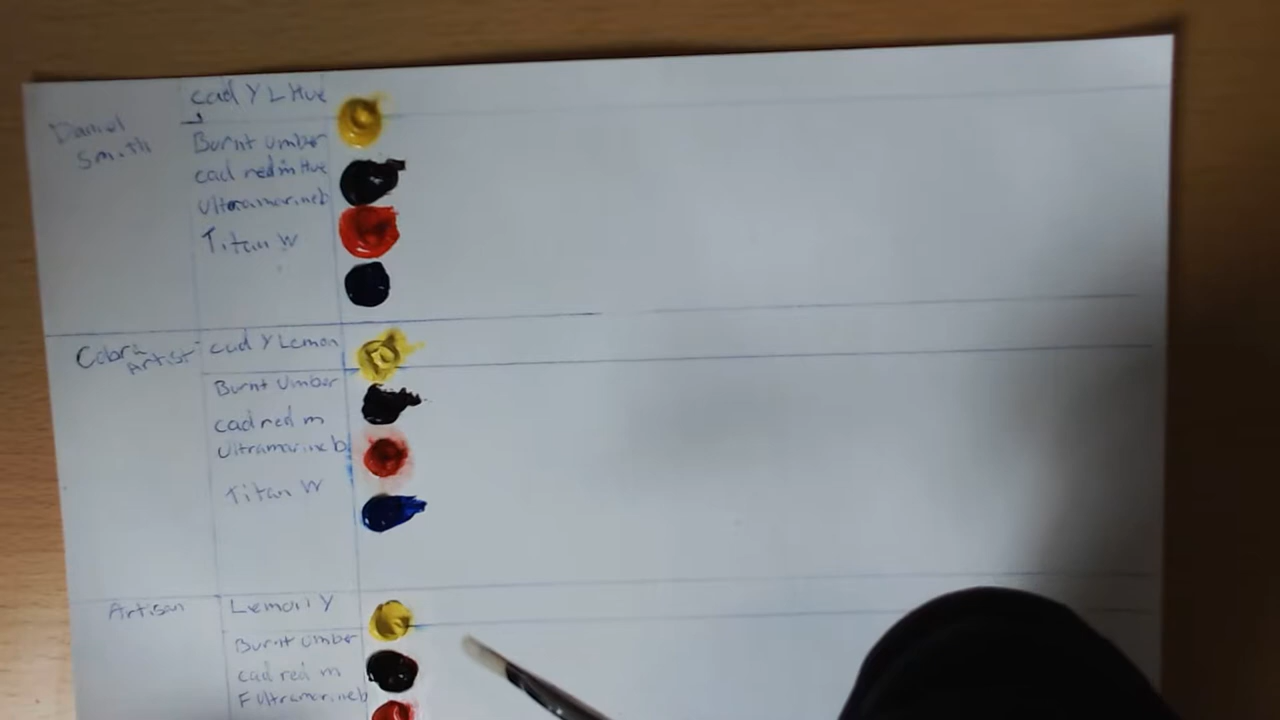 cad Y L Hue
Daniel
Smith
Burnt umber
cad red m Hue
Ultramarine b
Titan W
Cobra
Artist
cad Y Lemon
Burnt Umber
cad red m
Ultramarine b
Titan W
Artisan
Lemon Y
Burnt Umber
cad red m
F Ultramarine b